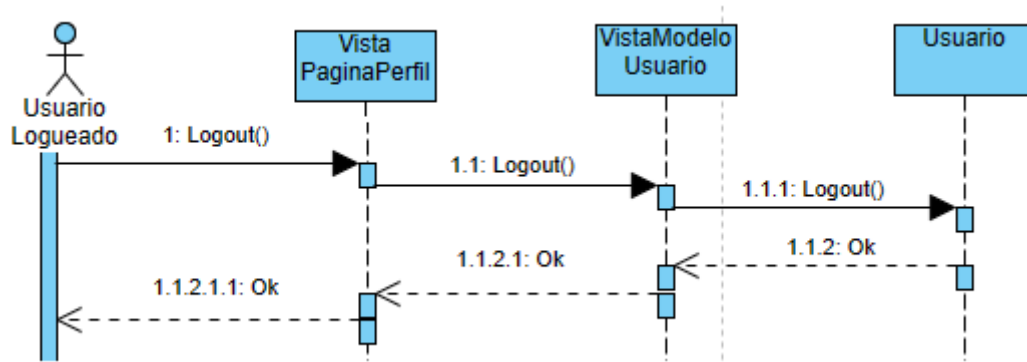 Vista
PaginaPerfil
VistaModelo
Usuario
Usuario
Usuario
Logueado
1: Logout()
1.1: Logout()
1.1.1: Logout()
1.1.2: Ok
1.1.2.1: Ok
1.1.2.1.1: Ok